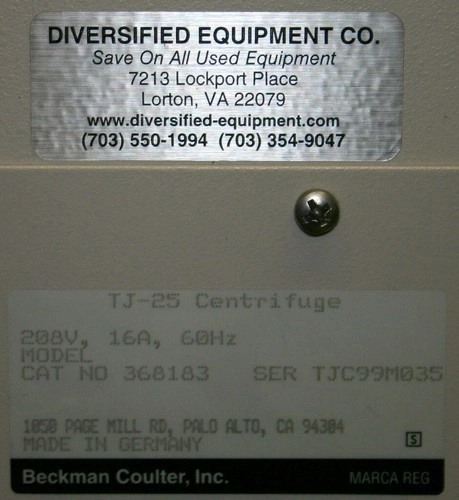 DIVERSIFIED EQUIPMENT CO.
Save On All Used Equipment
7213 Lockport Place
Lorton, VA 22079
www.diversified-equipment.com
(703) 550-1994 (703) 354-9047
TJ-25 Centrifuge
208V, 16A, 60Hz
MODEL
CAT NO 368183 SER TJC99M035
1050 PAGE MILL RD, PALO ALTO, CA 94304
MADE IN GERMANY
S
Beckman Coulter, Inc. MARCA REG